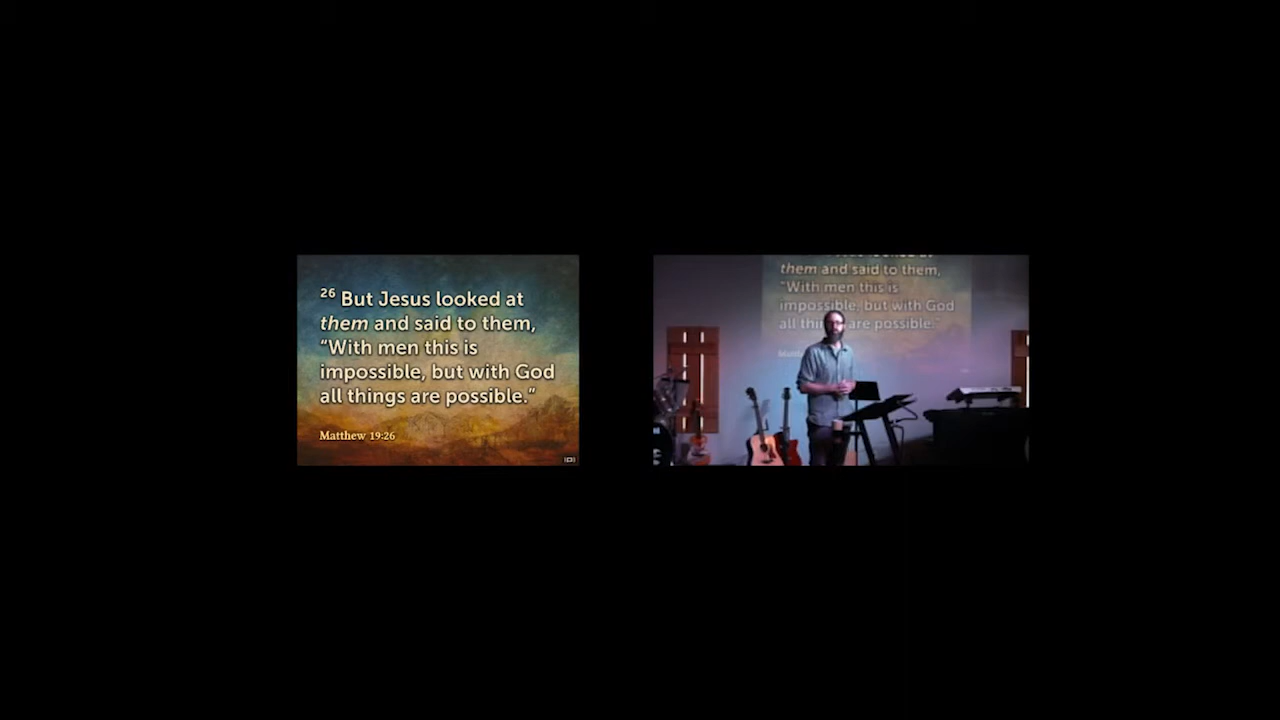 26 But Jesus looked at
them and said to them,
“With men this is
impossible, but with God
all things are possible.”
Matthew 19:26
them and said to them,
“With men this is
impossible, but with God
all are possible.”